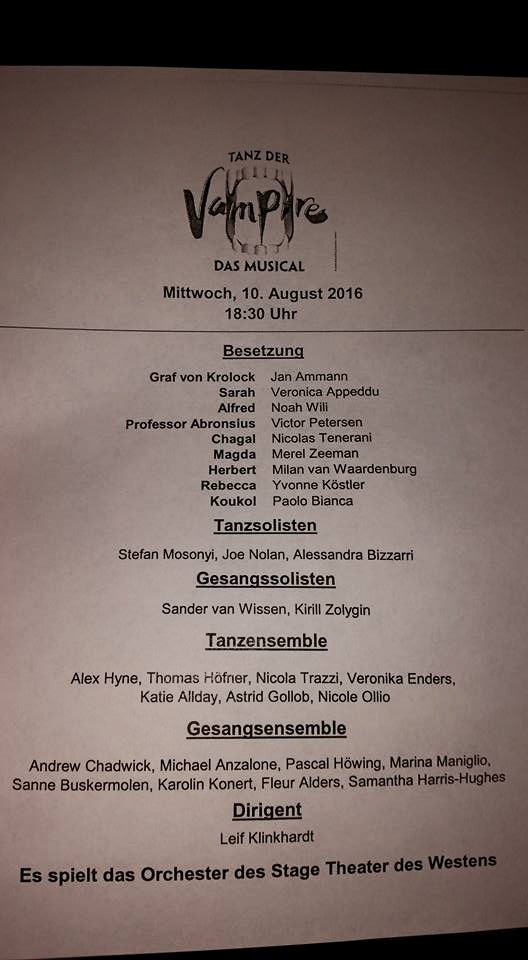 TANZ DER
Vampire
DAS MUSICAL
Mittwoch, 10. August 2016
18:30 Uhr
Besetzung
Graf von Krolock Jan Ammann
Sarah Veronica Appeddu
Alfred Noah Wili
Professor Abronsius Victor Petersen
Chagal Nicolas Tenerani
Magda Merel Zeeman
Herbert Milan van Waardenburg
Rebecca Yvonne Köstler
Koukol Paolo Bianca
Tanzsolisten
Stefan Mosonyi, Joe Nolan, Alessandra Bizzarri
Gesangssolisten
Sander van Wissen, Kirill Zolygin
Tanzensemble
Alex Hyne, Thomas Höfner, Nicola Trazzi, Veronika Enders,
Katie Allday, Astrid Gollob, Nicole Ollio
Gesangsensemble
Andrew Chadwick, Michael Anzalone, Pascal Höwing, Marina Maniglio,
Sanne Buskermolen, Karolin Konert, Fleur Alders, Samantha Harris-Hughes
Dirigent
Leif Klinkhardt
Es spielt das Orchester des Stage Theater des Westens